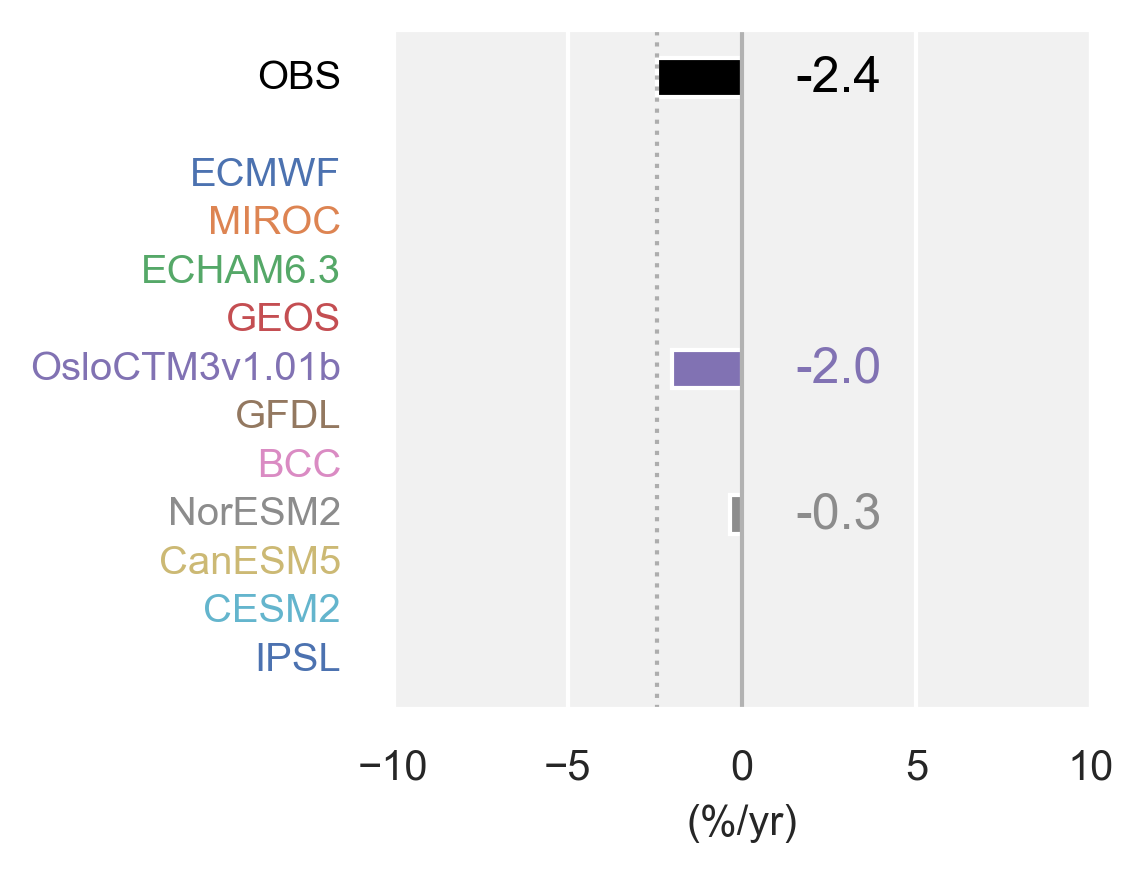 OBS -2.4
ECMWF
MIROC
ECHAM6.3
GEOS
OsloCTM3v1.01b -2.0
GFDL
BCC
NorESM2 -0.3
CanESM5
CESM2
IPSL
−10 −5 0 5 10
(%/yr)